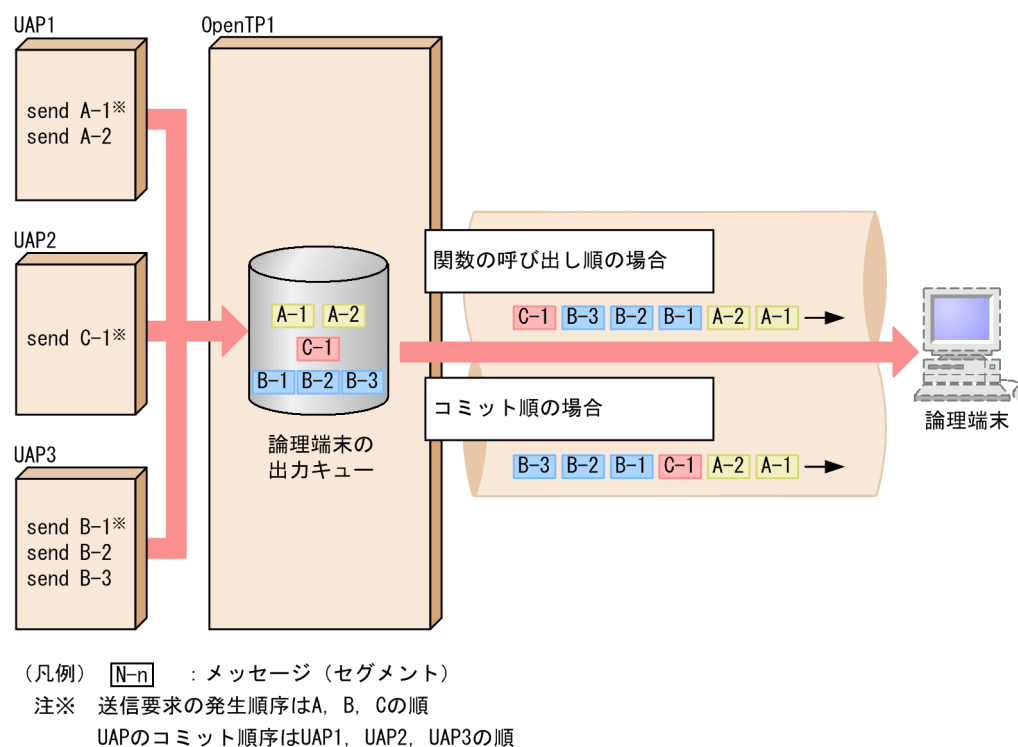 UAP1
send A-1※
send A-2
UAP2
send C-1※
UAP3
send B-1※
send B-2
send B-3
OpenTP1
A-1 A-2
C-1
B-1 B-2 B-3
論理端末の
出力キュー
関数の呼び出し順の場合
C-1 B-3 B-2 B-1 A-2 A-1
コミット順の場合
B-3 B-2 B-1 C-1 A-2 A-1
論理端末
（凡例） N-n ：メッセージ（セグメント）
注※ 送信要求の発生順序はA, B, Cの順
UAPのコミット順序はUAP1, UAP2, UAP3の順